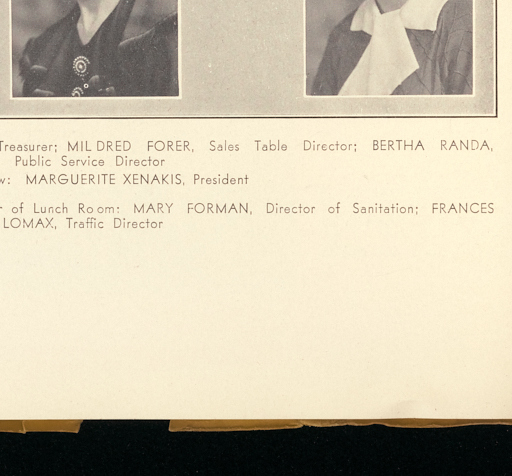 Treasurer; MILDRED FORER, Sales Table Director; BERTHA RANDA,
Public Service Director
w: MARGUERITE XENAKIS, President
r of Lunch Room: MARY FORMAN, Director of Sanitation; FRANCES
LOMAX, Traffic Director